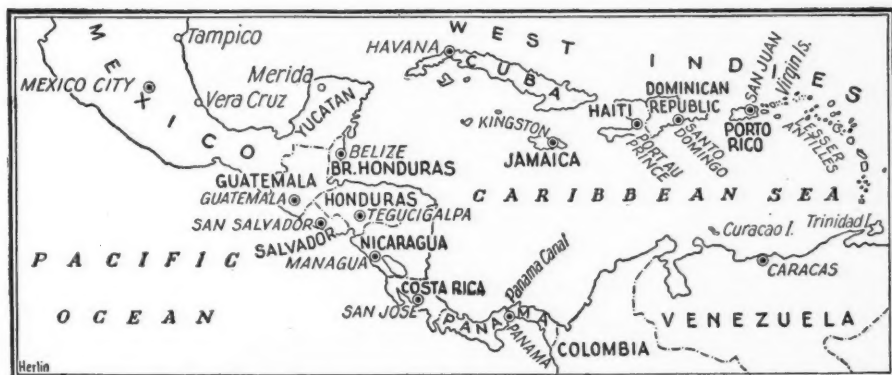 WEST INDIES
MEXICO
Tampico
MEXICO CITY
Vera Cruz
Merida
YUCATAN
HAVANA
CUBA
KINGSTON
JAMAICA
HAITI
PORT AU
PRINCE
DOMINICAN
REPUBLIC
SANTO
DOMINGO
SAN JUAN
PORTO
RICO
Virgin Is.
LESSER
ANTILLES
BELIZE
BR. HONDURAS
GUATEMALA
GUATEMALA
HONDURAS
TEGUCIGALPA
SAN SALVADOR
SALVADOR
NICARAGUA
MANAGUA
COSTA RICA
SAN JOSE
Panama Canal
PANAMA
PANAMA
CARIBBEAN SEA
Curacao I.
Trinidad I.
CARACAS
VENEZUELA
COLOMBIA
PACIFIC
OCEAN
Herlin